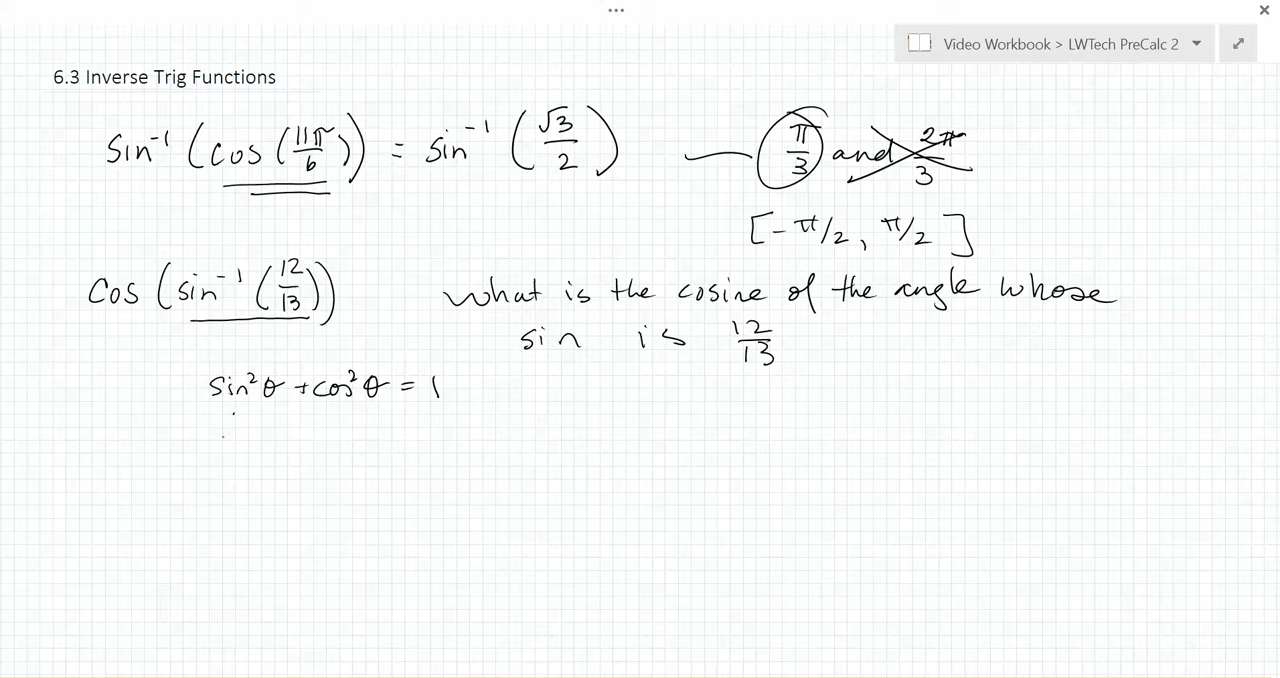 Video Workbook > LWTech PreCalc 2
6.3 Inverse Trig Functions
Sin⁻¹ (cos (11π/6)) = sin⁻¹ (√3/2) π/3 and 2π/3
[-π/2, π/2]
Cos (sin⁻¹ (12/13)) What is the cosine of the angle whose
sin is 12/13
Sin²θ + cos²θ = 1